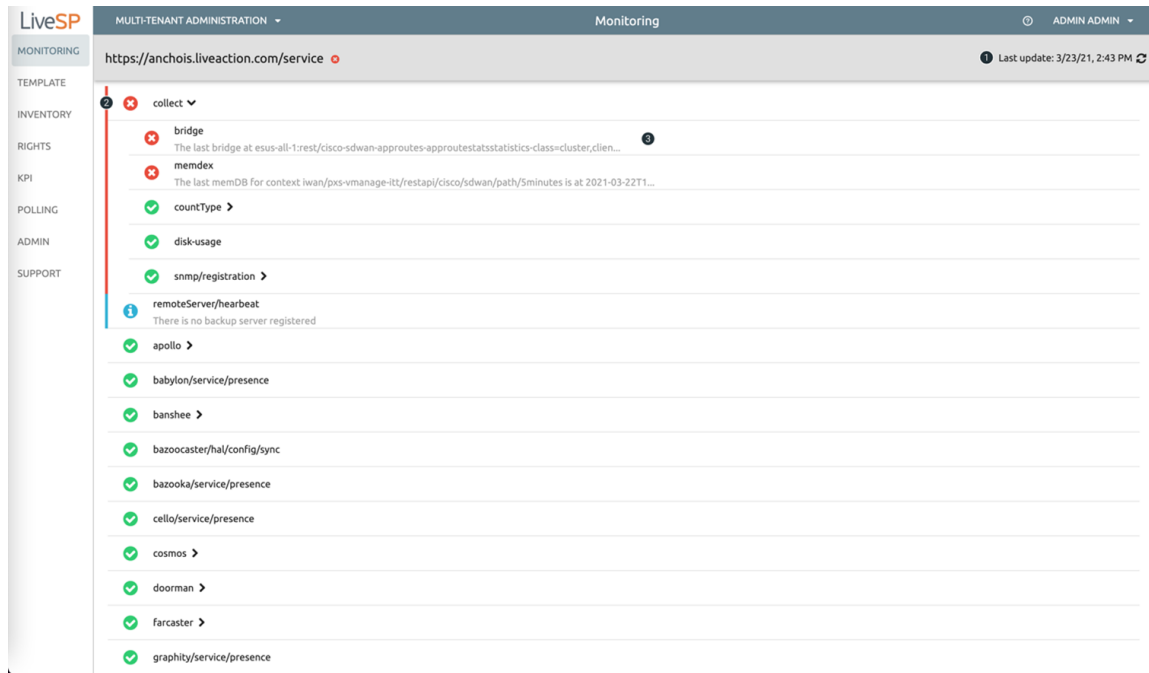 LiveSP
MULTI-TENANT ADMINISTRATION
Monitoring
ADMIN ADMIN
MONITORING
TEMPLATE
INVENTORY
RIGHTS
KPI
POLLING
ADMIN
SUPPORT
https://anchois.liveaction.com/service
1 Last update: 3/23/21, 2:43 PM
2 collect
bridge
The last bridge at esus-all-1:rest/cisco-sdwan-approutes-approutestatsstatistics-class=cluster,clien...
3
memdex
The last memDB for context iwan/pxs-vmanage-itt/restapi/cisco/sdwan/path/5minutes is at 2021-03-22T1...
countType
disk-usage
snmp/registration
remoteServer/hearbeat
There is no backup server registered
apollo
babylon/service/presence
banshee
bazoocaster/hal/config/sync
bazooka/service/presence
cello/service/presence
cosmos
doorman
farcaster
graphity/service/presence